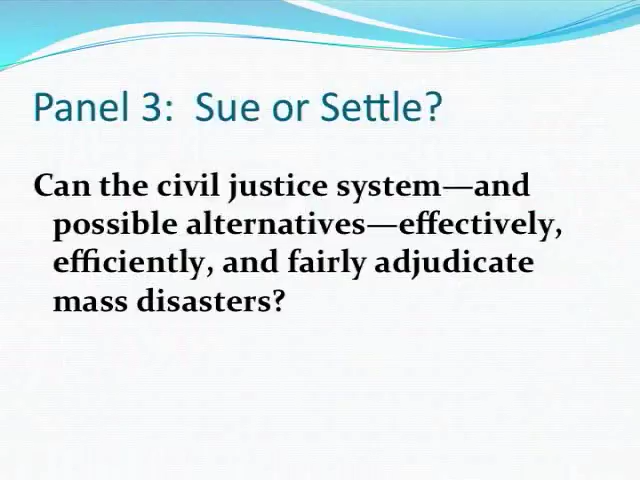 Panel 3:  Sue or Settle?
Can the civil justice system—and
possible alternatives—effectively,
efficiently, and fairly adjudicate
mass disasters?